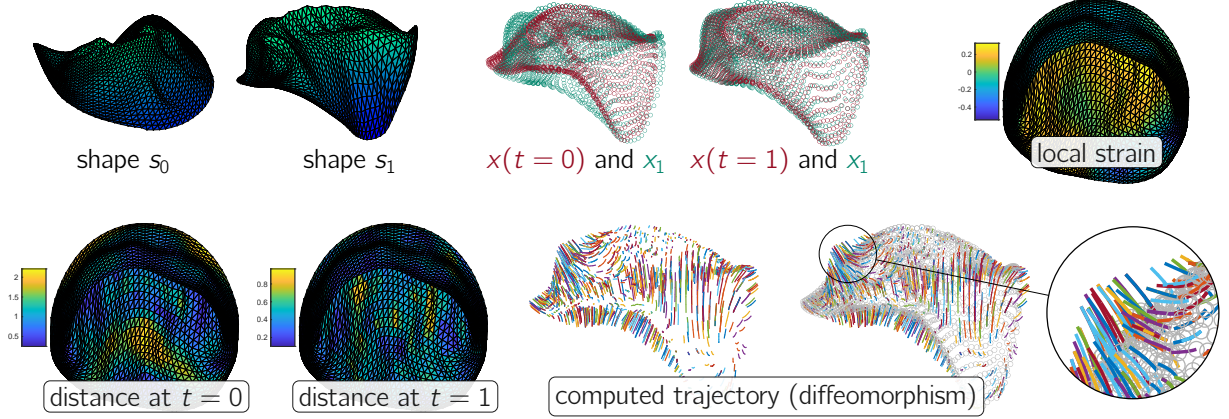 shape s₀
shape s₁
x(t = 0) and x₁
x(t = 1) and x₁
0.2
0
-0.2
-0.4
local strain
2
1.5
1
0.5
distance at t = 0
0.8
0.6
0.4
0.2
distance at t = 1
computed trajectory (diffeomorphism)